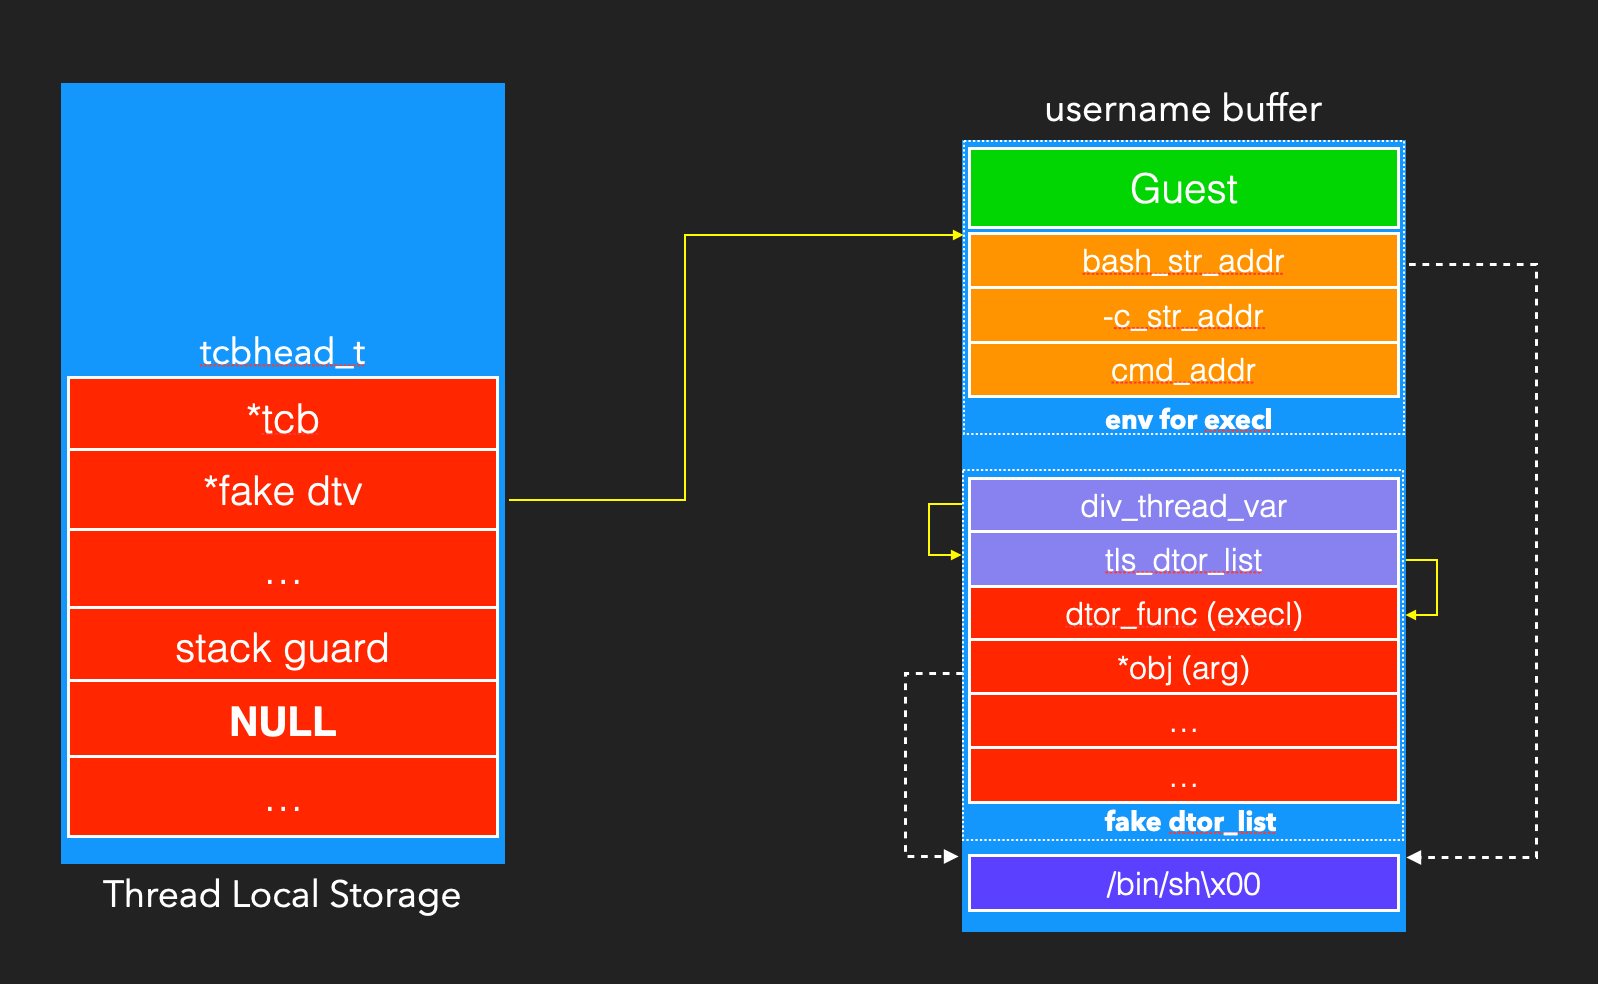 tcbhead_t
*tcb
*fake dtv
...
stack guard
NULL
...
Thread Local Storage
username buffer
Guest
bash_str_addr
-c_str_addr
cmd_addr
env for execl
div_thread_var
tls_dtor_list
dtor_func (execl)
*obj (arg)
...
...
fake dtor_list
/bin/sh\x00